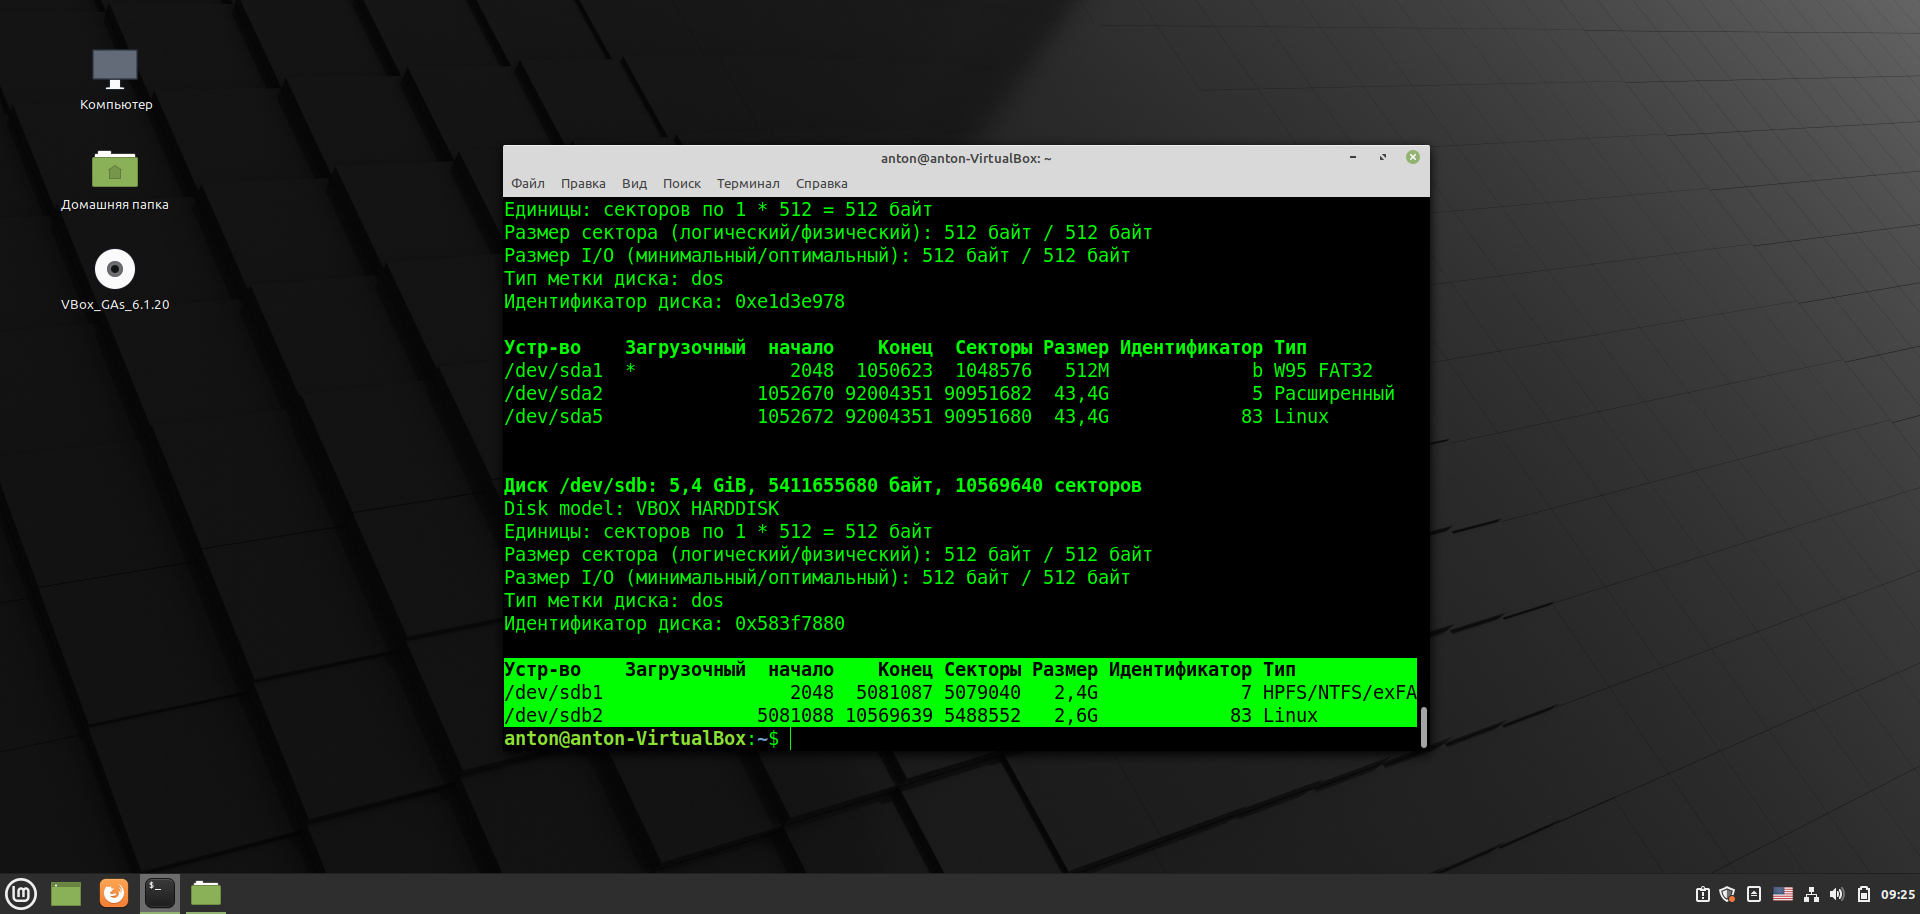 Компьютер
Домашняя папка
VBox_GAs_6.1.20
anton@anton-VirtualBox: ~
Файл Правка Вид Поиск Терминал Справка
Единицы: секторов по 1 * 512 = 512 байт
Размер сектора (логический/физический): 512 байт / 512 байт
Размер I/O (минимальный/оптимальный): 512 байт / 512 байт
Тип метки диска: dos
Идентификатор диска: 0xe1d3e978
Устр-во    Загрузочный  начало    Конец  Секторы Размер Идентификатор Тип
/dev/sda1  *              2048  1050623  1048576   512M             b W95 FAT32
/dev/sda2              1052670 92004351 90951682  43,4G             5 Расширенный
/dev/sda5              1052672 92004351 90951680  43,4G            83 Linux
Диск /dev/sdb: 5,4 GiB, 5411655680 байт, 10569640 секторов
Disk model: VBOX HARDDISK
Единицы: секторов по 1 * 512 = 512 байт
Размер сектора (логический/физический): 512 байт / 512 байт
Размер I/O (минимальный/оптимальный): 512 байт / 512 байт
Тип метки диска: dos
Идентификатор диска: 0x583f7880
Устр-во    Загрузочный  начало    Конец Секторы Размер Идентификатор Тип
/dev/sdb1                 2048  5081087 5079040   2,4G             7 HPFS/NTFS/exFA
/dev/sdb2              5081088 10569639 5488552   2,6G            83 Linux
anton@anton-VirtualBox:~$
09:25